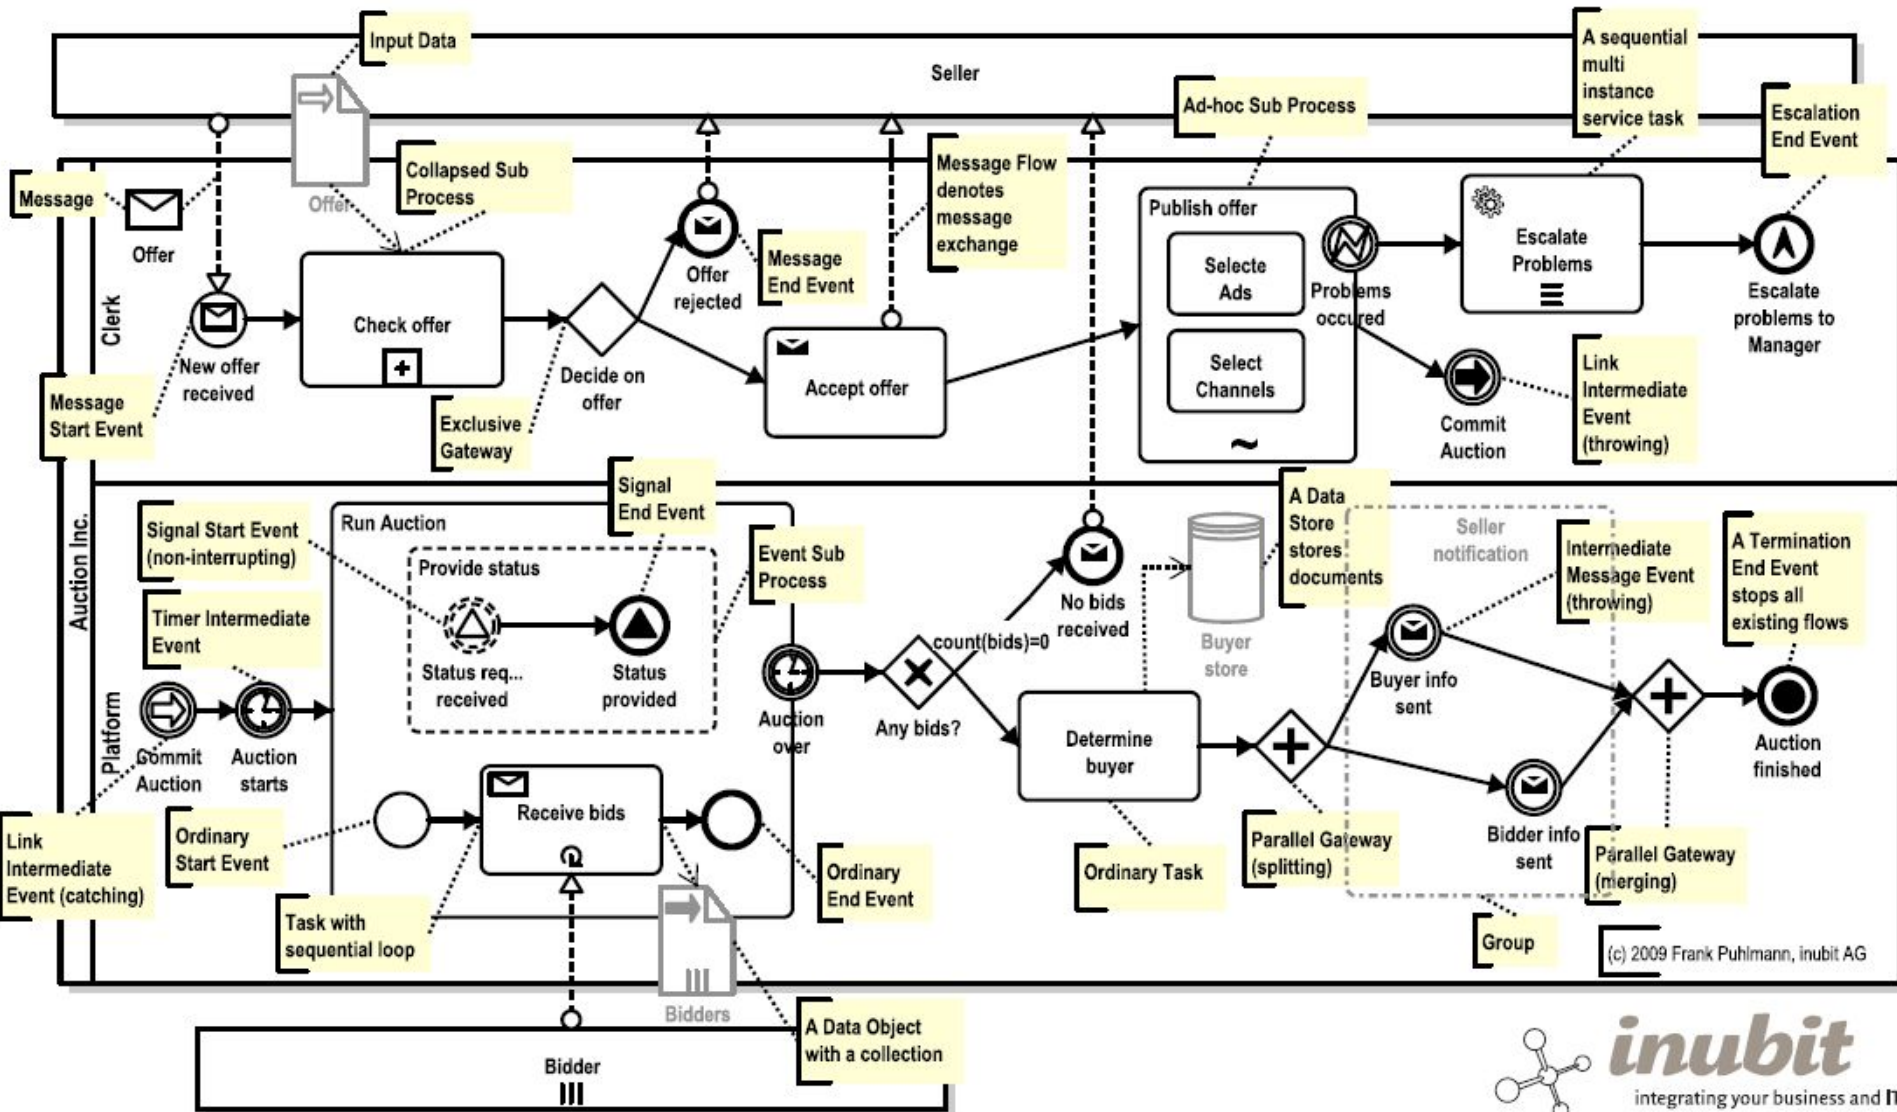 Input Data
Seller
A sequential
multi
instance
service task
Ad-hoc Sub Process
Escalation
End Event
Message
Offer
Offer
Collapsed Sub
Process
Message Flow
denotes
message
exchange
Clerk
New offer
received
Message
Start Event
Check offer
Exclusive
Gateway
Decide on
offer
Offer
rejected
Message
End Event
Accept offer
Publish offer
Selecte
Ads
Select
Channels
~
Problems
occured
Escalate
Problems
Escalate
problems to
Manager
Commit
Auction
Link
Intermediate
Event
(throwing)
Auction Inc.
Platform
Signal Start Event
(non-interrupting)
Timer Intermediate
Event
Commit
Auction
Auction
starts
Link
Intermediate
Event (catching)
Ordinary
Start Event
Run Auction
Signal
End Event
Provide status
Event Sub
Process
Status req...
received
Status
provided
Auction
over
Receive bids
Task with
sequential loop
Ordinary
End Event
Bidders
A Data Object
with a collection
Bidder
count(bids)=0
Any bids?
No bids
received
Determine
buyer
Ordinary Task
Buyer
store
A Data
Store
stores
documents
Parallel Gateway
(splitting)
Seller
notification
Intermediate
Message Event
(throwing)
Buyer info
sent
Bidder info
sent
Group
Parallel Gateway
(merging)
A Termination
End Event
stops all
existing flows
Auction
finished
(c) 2009 Frank Puhlmann, inubit AG
inubit
integrating your business and IT